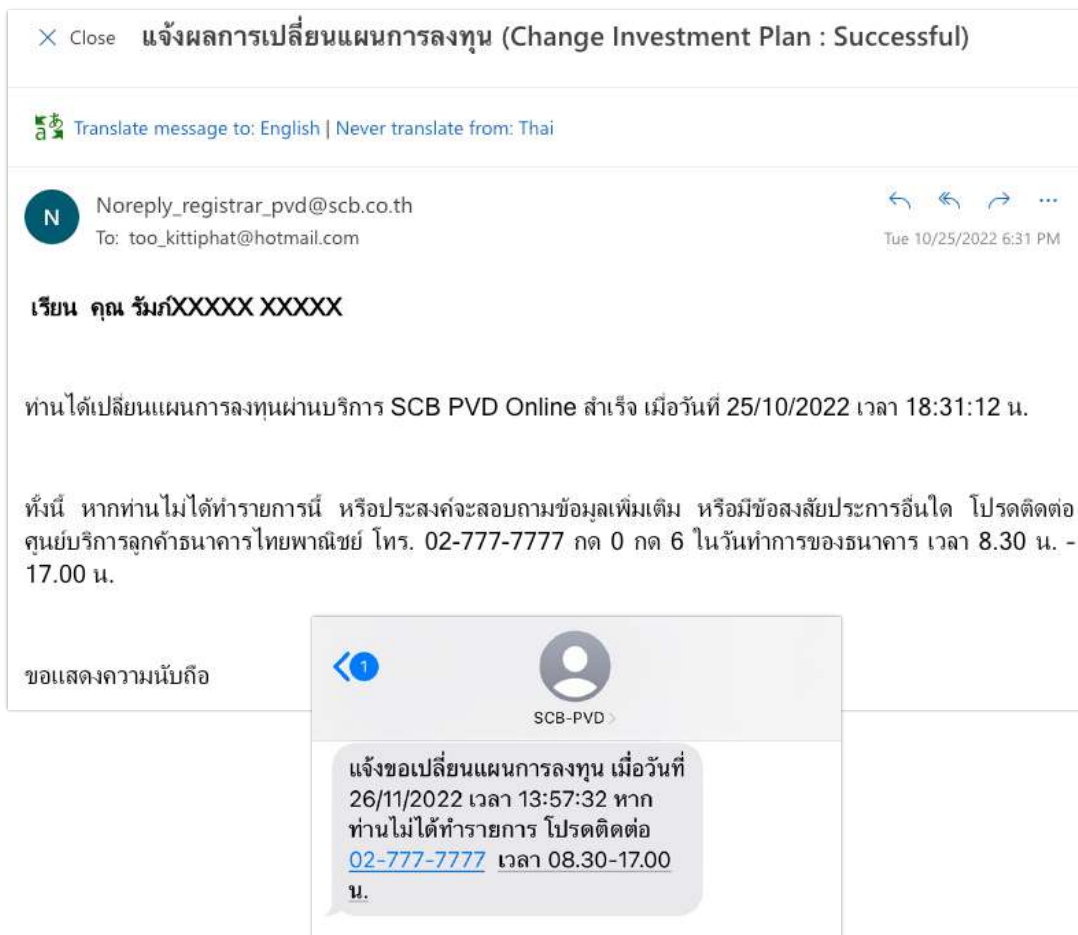 Close แจ้งผลการเปลี่ยนแผนการลงทุน (Change Investment Plan : Successful)
Translate message to: English | Never translate from: Thai
N
Noreply_registrar_pvd@scb.co.th
To: too_kittiphat@hotmail.com
Tue 10/25/2022 6:31 PM
เรียน คุณ รัมภ์XXXXX XXXXX
ท่านได้เปลี่ยนแผนการลงทุนผ่านบริการ SCB PVD Online สำเร็จ เมื่อวันที่ 25/10/2022 เวลา 18:31:12 น.
ทั้งนี้ หากท่านไม่ได้ทำรายการนี้ หรือประสงค์จะสอบถามข้อมูลเพิ่มเติม หรือมีข้อสงสัยประการอื่นใด โปรดติดต่อ
ศูนย์บริการลูกค้าธนาคารไทยพาณิชย์ โทร. 02-777-7777 กด 0 กด 6 ในวันทำการของธนาคาร เวลา 8.30 น. -
17.00 น.
ขอแสดงความนับถือ
1
SCB-PVD
แจ้งขอเปลี่ยนแผนการลงทุน เมื่อวันที่
26/11/2022 เวลา 13:57:32 หาก
ท่านไม่ได้ทำรายการ โปรดติดต่อ
02-777-7777 เวลา 08.30-17.00
น.